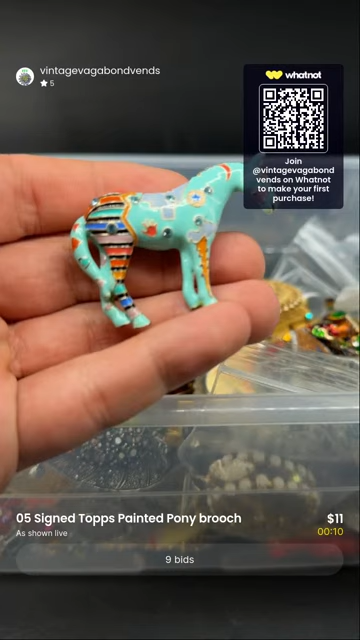 vintagevagabondvends
5
whatnot
Join
@vintagevagabond
vends on Whatnot
to make your first
purchase!
05 Signed Topps Painted Pony brooch
$11
As shown live
00:10
9 bids